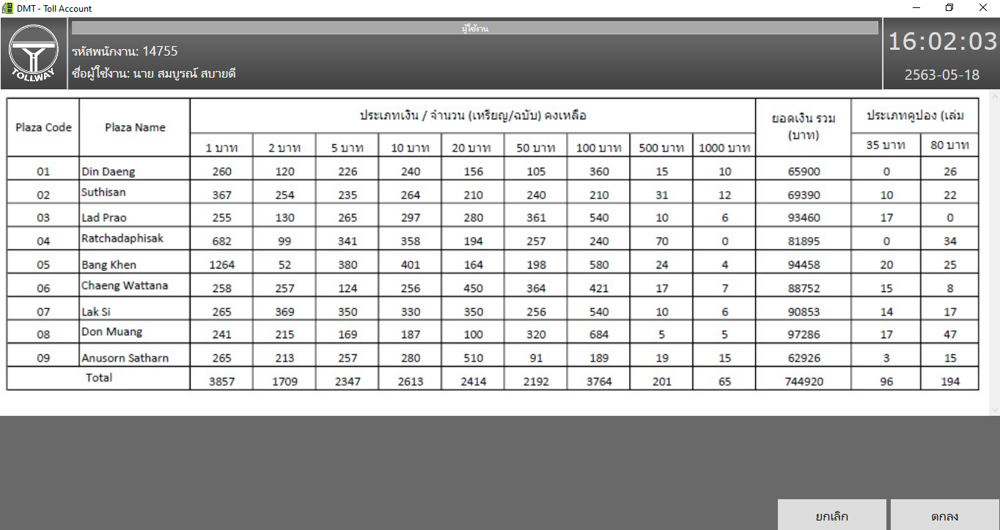 DMT - Toll Account
ผู้ใช้งาน
TOLLWAY
รหัสพนักงาน: 14755
ชื่อผู้ใช้งาน: นาย สมบูรณ์ สบายดี
16:02:03
2563-05-18
Plaza Code Plaza Name ประเภทเงิน / จำนวน (เหรียญ/ฉบับ) คงเหลือ ยอดเงิน รวม (บาท) ประเภทคูปอง (เล่ม
1 บาท 2 บาท 5 บาท 10 บาท 20 บาท 50 บาท 100 บาท 500 บาท 1000 บาท 35 บาท 80 บาท
01 Din Daeng 260 120 226 240 156 105 360 15 10 65900 0 26
02 Suthisan 367 254 235 264 210 240 210 31 12 69390 10 22
03 Lad Prao 255 130 265 297 280 361 540 10 6 93460 17 0
04 Ratchadaphisak 682 99 341 358 194 257 240 70 0 81895 0 34
05 Bang Khen 1264 52 380 401 164 198 580 24 4 94458 20 25
06 Chaeng Wattana 258 257 124 256 450 364 421 17 7 88752 15 8
07 Lak Si 265 369 350 330 350 256 540 10 6 90853 14 17
08 Don Muang 241 215 169 187 100 320 684 5 5 97286 17 47
09 Anusorn Satharn 265 213 257 280 510 91 189 19 15 62926 3 15
Total 3857 1709 2347 2613 2414 2192 3764 201 65 744920 96 194
ยกเลิก ตกลง